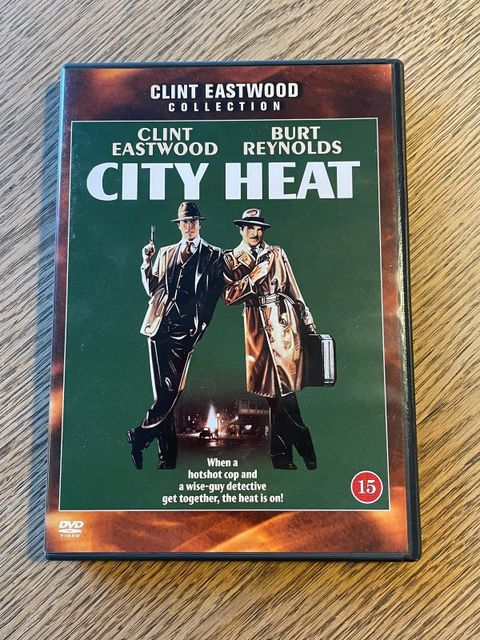 CLINT EASTWOOD
COLLECTION
CLINT EASTWOOD
BURT REYNOLDS
CITY HEAT
When a
hotshot cop and
a wise-guy detective
get together, the heat is on!
15
DVD
VIDEO